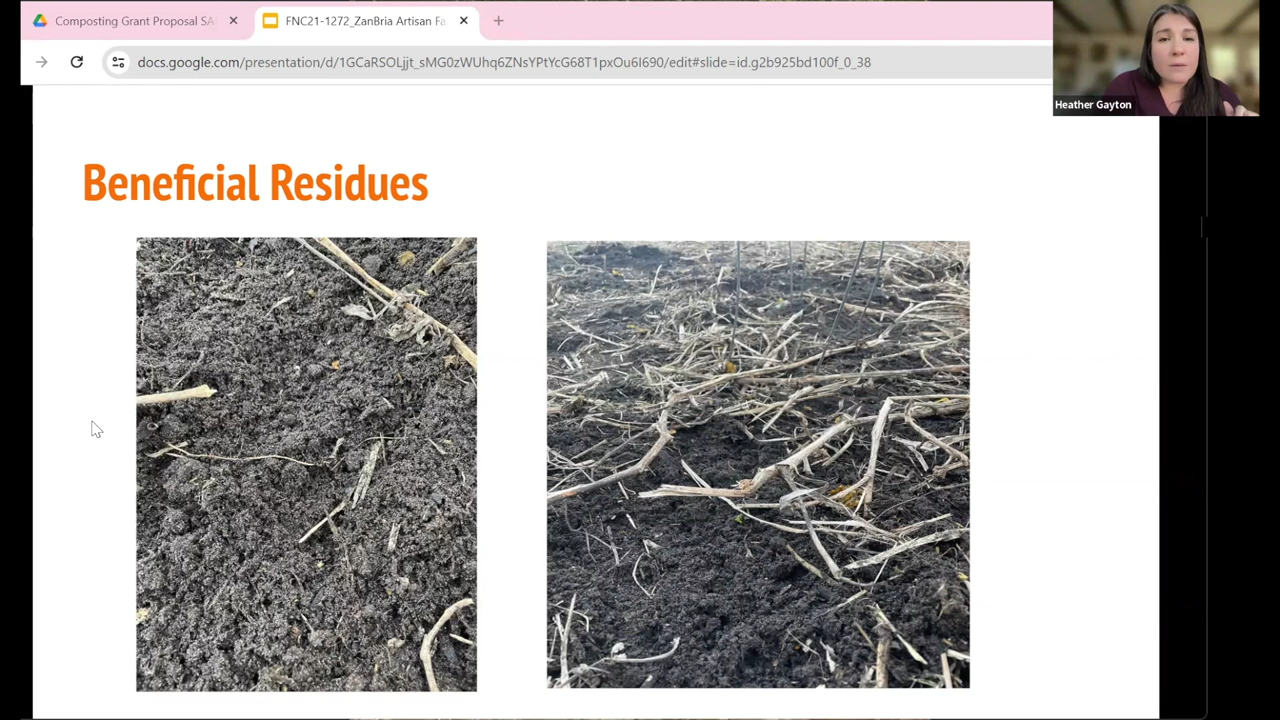 Composting Grant Proposal SA
FNC21-1272_ZanBria Artisan Fa
docs.google.com/presentation/d/1GCaRSOLjjt_sMG0zWUhq6ZNsYPtYcG68T1pxOu6I690/edit#slide=id.g2b925bd100f_0_38
Heather Gayton
Beneficial Residues